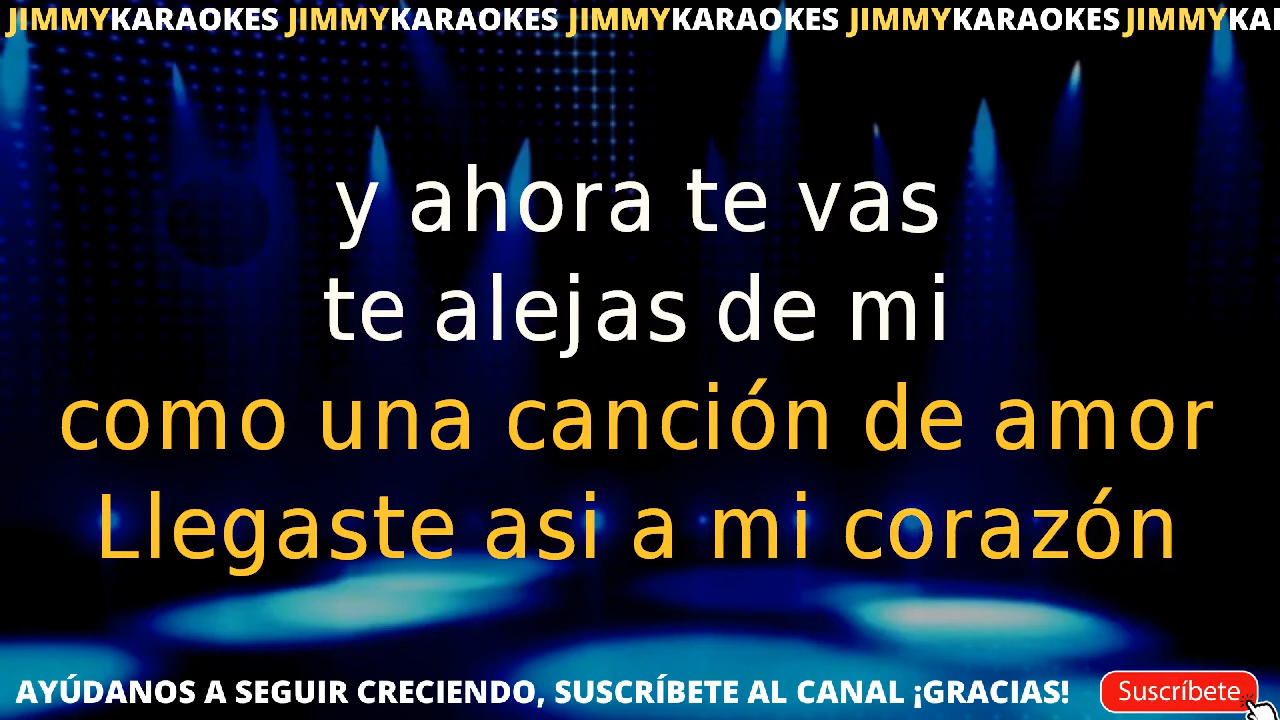 JIMMYKARAOKES JIMMYKARAOKES JIMMYKARAOKES JIMMYKARAOKES JIMMYKA
y ahora te vas
te alejas de mi
como una canción de amor
Llegaste asi a mi corazón
AYÚDANOS A SEGUIR CRECIENDO, SUSCRÍBETE AL CANAL ¡GRACIAS! Suscríbete